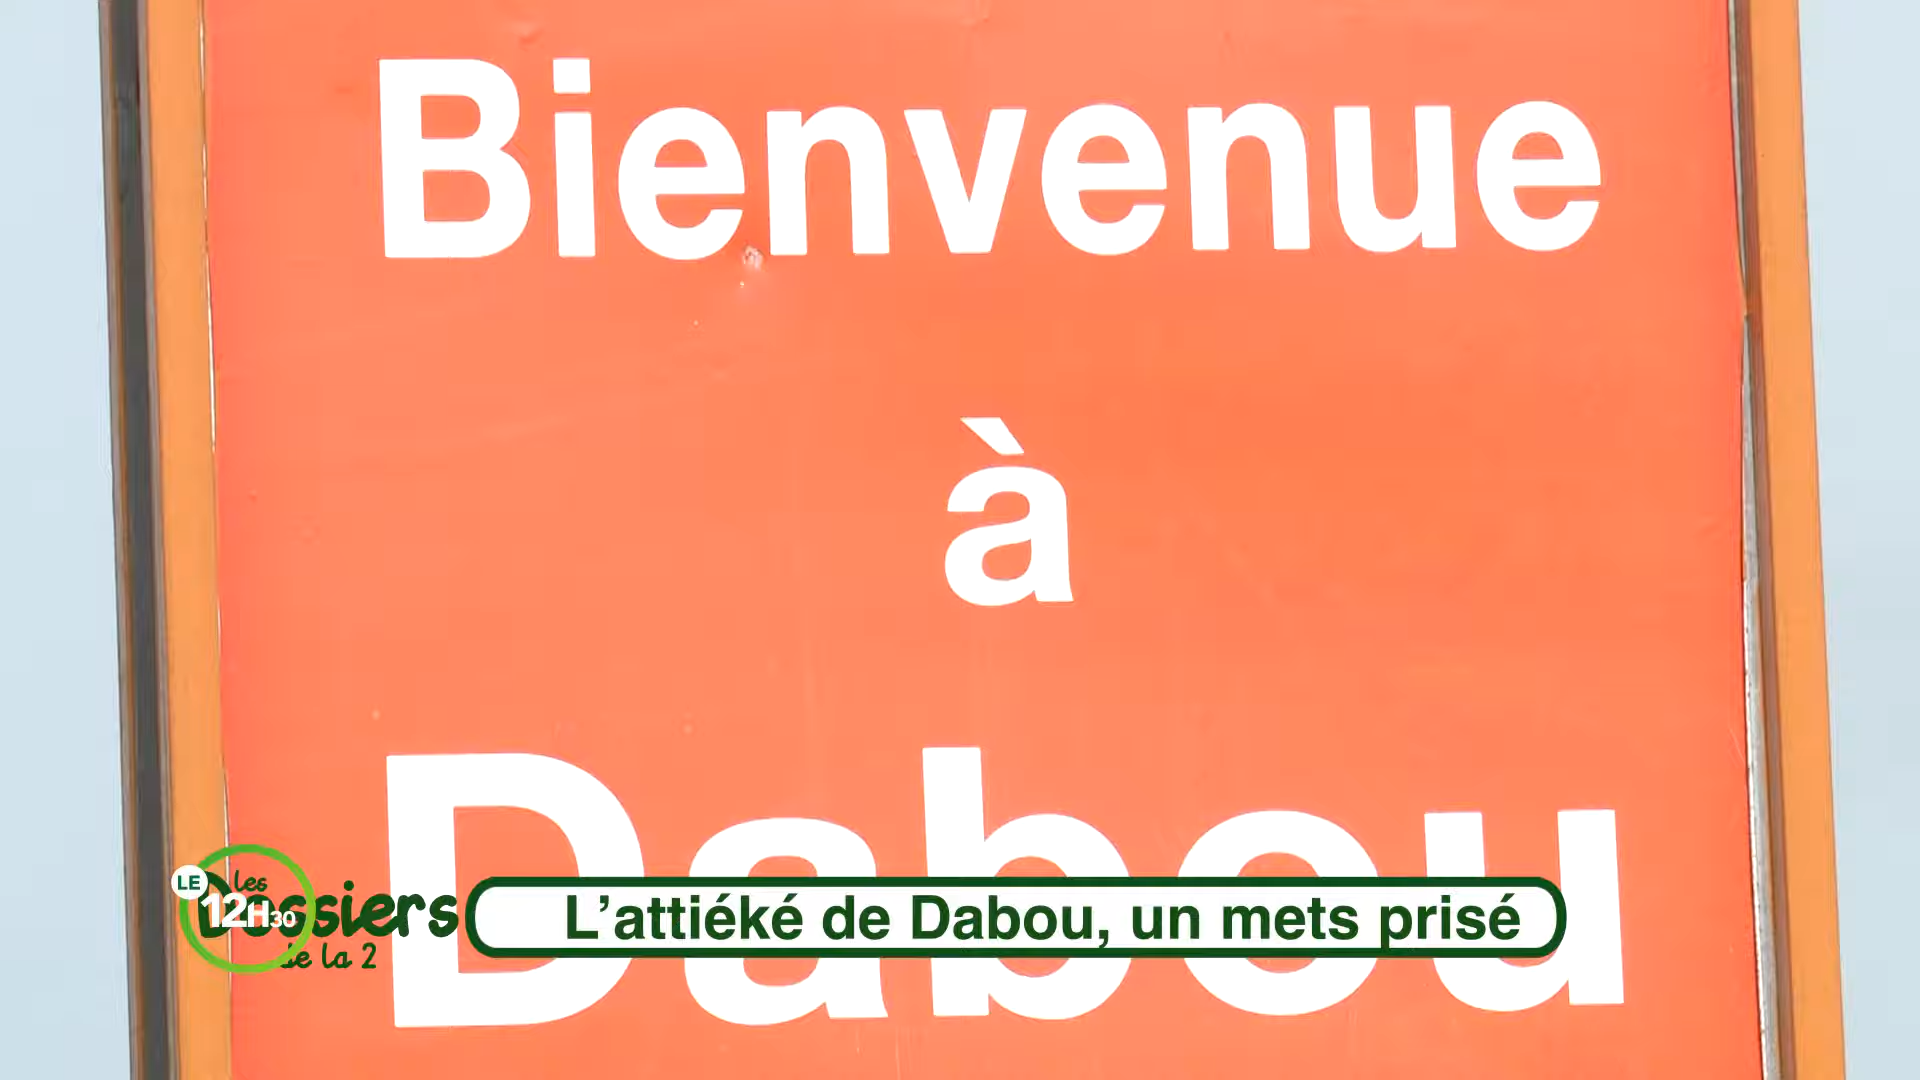 Bienvenue
à
Dabou
LE
12H30
Les
Dossiers
de la 2
L'attiéké de Dabou, un mets prisé